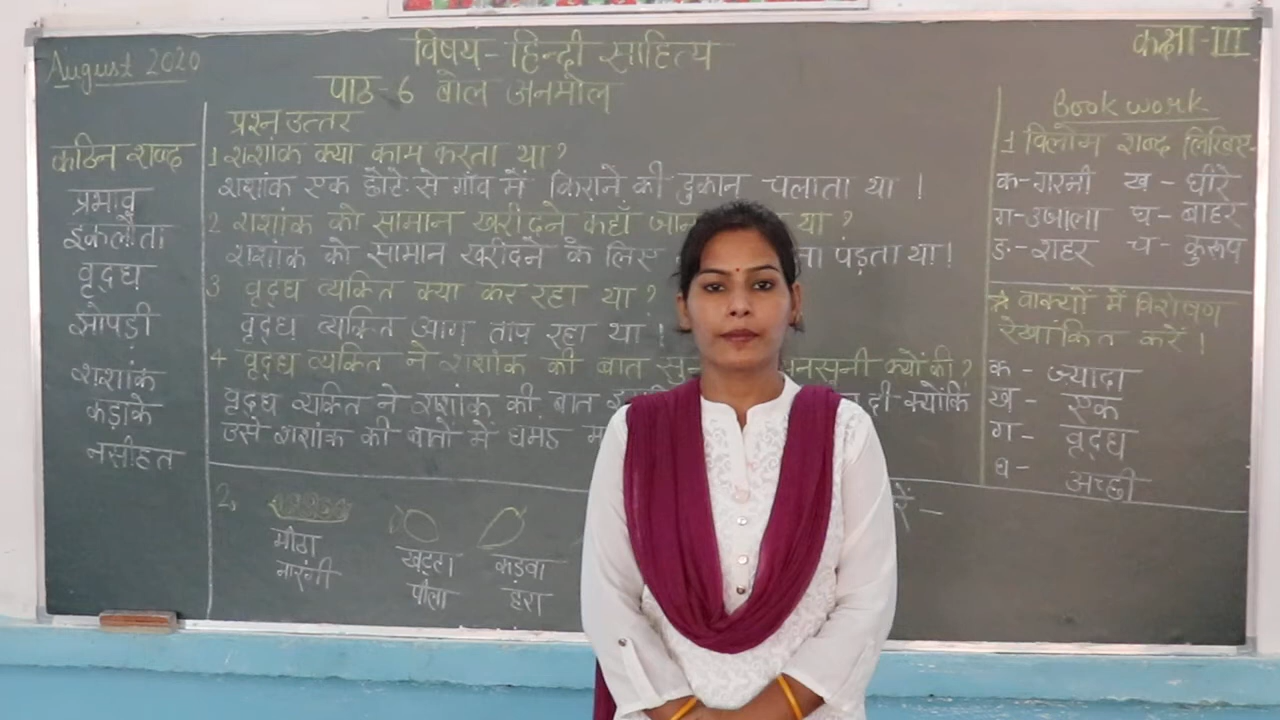 August 2020
विषय- हिन्दी साहित्य
कक्षा-III
पाठ-6 बोल अनमोल
कठिन शब्द
प्रभाव
इकलौता
वृद्ध
झोपड़ी
शशांक
कड़ाके
नसीहत
प्रश्न उत्तर
1 शशांक क्या काम करता था?
शशांक एक छोटे से गाँव में किराने की दुकान चलाता था ।
2 शशांक को सामान खरीदने कहाँ था ?
शशांक को सामान खरीदने के लिए पड़ता था।
3 वृद्ध व्यक्ति क्या कर रहा था ?
वृद्ध व्यक्ति आग ताप रहा था।
4 वृद्ध व्यक्ति ने शशांक की बात क्यों की ?
वृद्ध व्यक्ति ने शशांक की बात दी क्योंकि
उसे शशांक की बातों में घमंड
2,
मीठा खट्टा कड़वा
नारंगी पीला हरा
Book work
1 विलोम शब्द लिखिए-
क-गरमी ख - धीरे
ग-उजाला घ- बाहर
ङ- शहर च- कुरूप
☆ वाक्यों में विशेषण
रेखांकित करें।
क - ज्यादा
ख - एक
ग - वृद्ध
घ - अच्छी